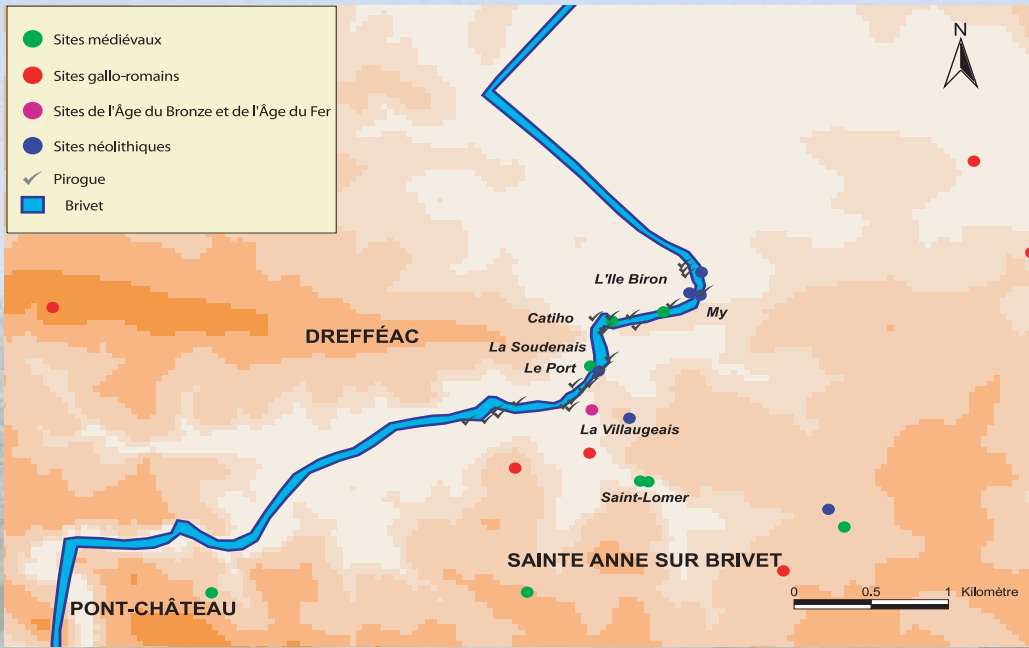 Sites médiévaux
Sites gallo-romains
Sites de l'Âge du Bronze et de l'Âge du Fer
Sites néolithiques
Pirogue
Brivet
N
L'Ile Biron
Catiho
My
DREFFÉAC
La Soudenais
Le Port
La Villaugeais
Saint-Lomer
SAINTE ANNE SUR BRIVET
PONT-CHÂTEAU
0 0.5 1 Kilomètre